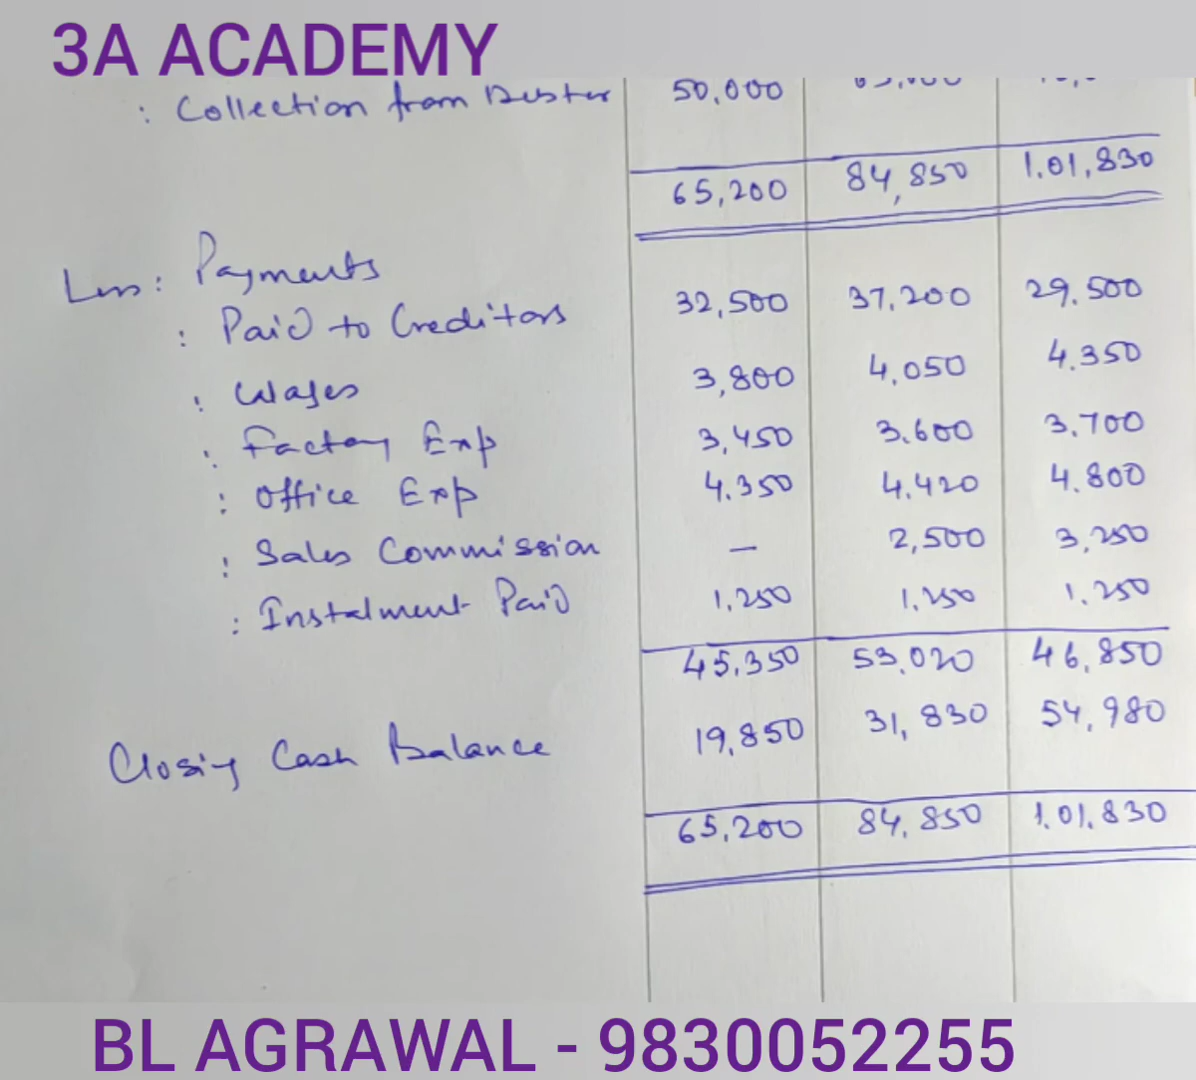 3A ACADEMY
: Collection from Debtor 50,000
65,200 84,850 1.01,830
Less: Payments
: Paid to Creditors 32,500 37,200 29.500
: Wages 3,800 4,050 4.350
: Factory Exp 3,450 3.600 3.700
: Office Exp 4.350 4.420 4.800
: Sales Commission — 2,500 3,250
: Instalment Paid 1,250 1,250 1.250
45,350 53,020 46,850
Closing Cash Balance 19,850 31,830 54,980
65,200 84,850 1.01.830
BL AGRAWAL - 9830052255